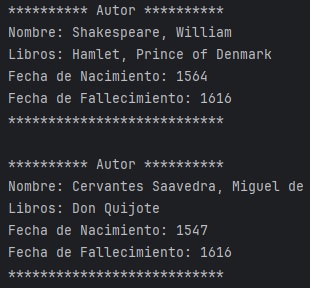 ********** Autor **********
Nombre: Shakespeare, William
Libros: Hamlet, Prince of Denmark
Fecha de Nacimiento: 1564
Fecha de Fallecimiento: 1616
***************************
********** Autor **********
Nombre: Cervantes Saavedra, Miguel de
Libros: Don Quijote
Fecha de Nacimiento: 1547
Fecha de Fallecimiento: 1616
***************************